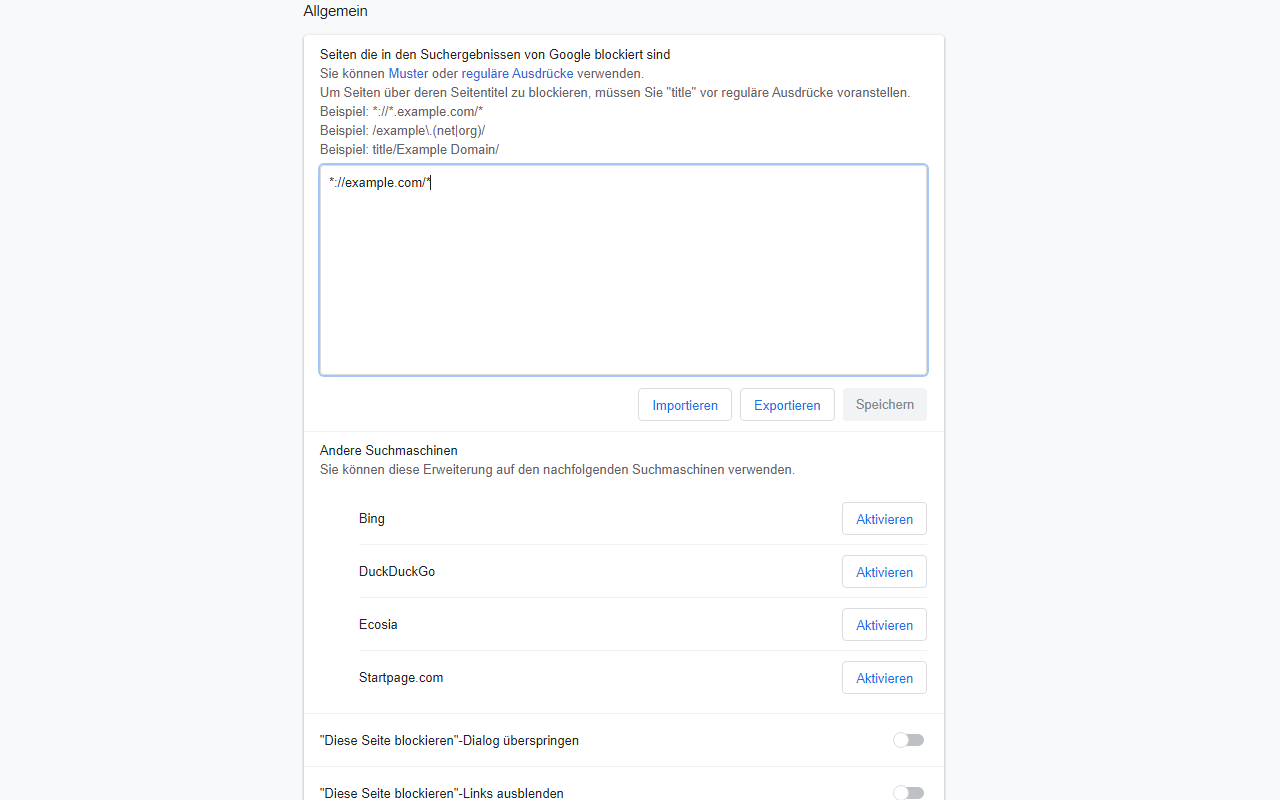 Allgemein
Seiten die in den Suchergebnissen von Google blockiert sind
Sie können Muster oder reguläre Ausdrücke verwenden.
Um Seiten über deren Seitentitel zu blockieren, müssen Sie "title" vor reguläre Ausdrücke voranstellen.
Beispiel: *://*.example.com/*
Beispiel: /example\.(net|org)/
Beispiel: title/Example Domain/
*://example.com/*
Importieren Exportieren Speichern
Andere Suchmaschinen
Sie können diese Erweiterung auf den nachfolgenden Suchmaschinen verwenden.
Bing Aktivieren
DuckDuckGo Aktivieren
Ecosia Aktivieren
Startpage.com Aktivieren
"Diese Seite blockieren"-Dialog überspringen
"Diese Seite blockieren"-Links ausblenden